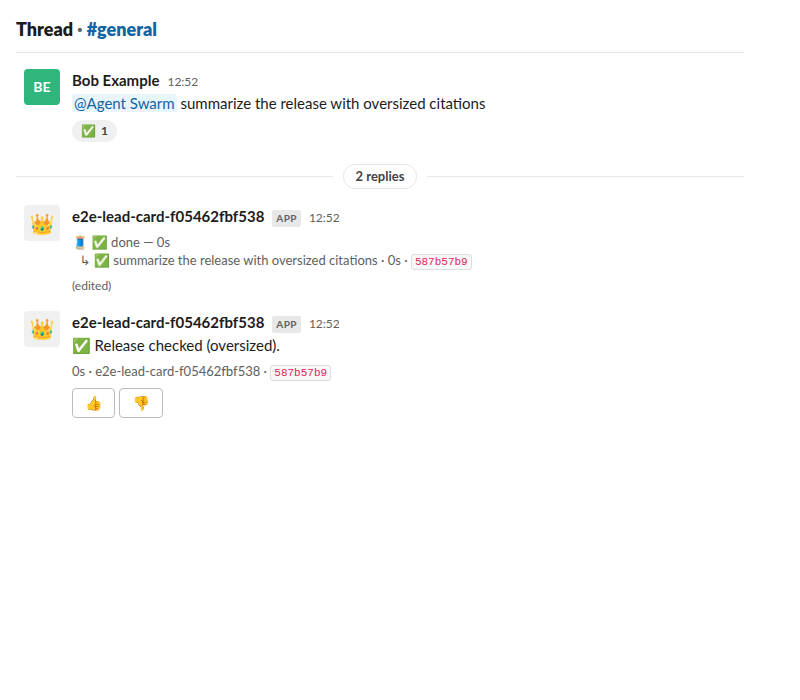 Thread • #general
BE
Bob Example 12:52
@Agent Swarm summarize the release with oversized citations
✅ 1
2 replies
e2e-lead-card-f05462fbf538 APP 12:52
🧵 ✅ done — 0s
↳ ✅ summarize the release with oversized citations · 0s · 587b57b9
(edited)
e2e-lead-card-f05462fbf538 APP 12:52
✅ Release checked (oversized).
0s · e2e-lead-card-f05462fbf538 · 587b57b9
👍 👎